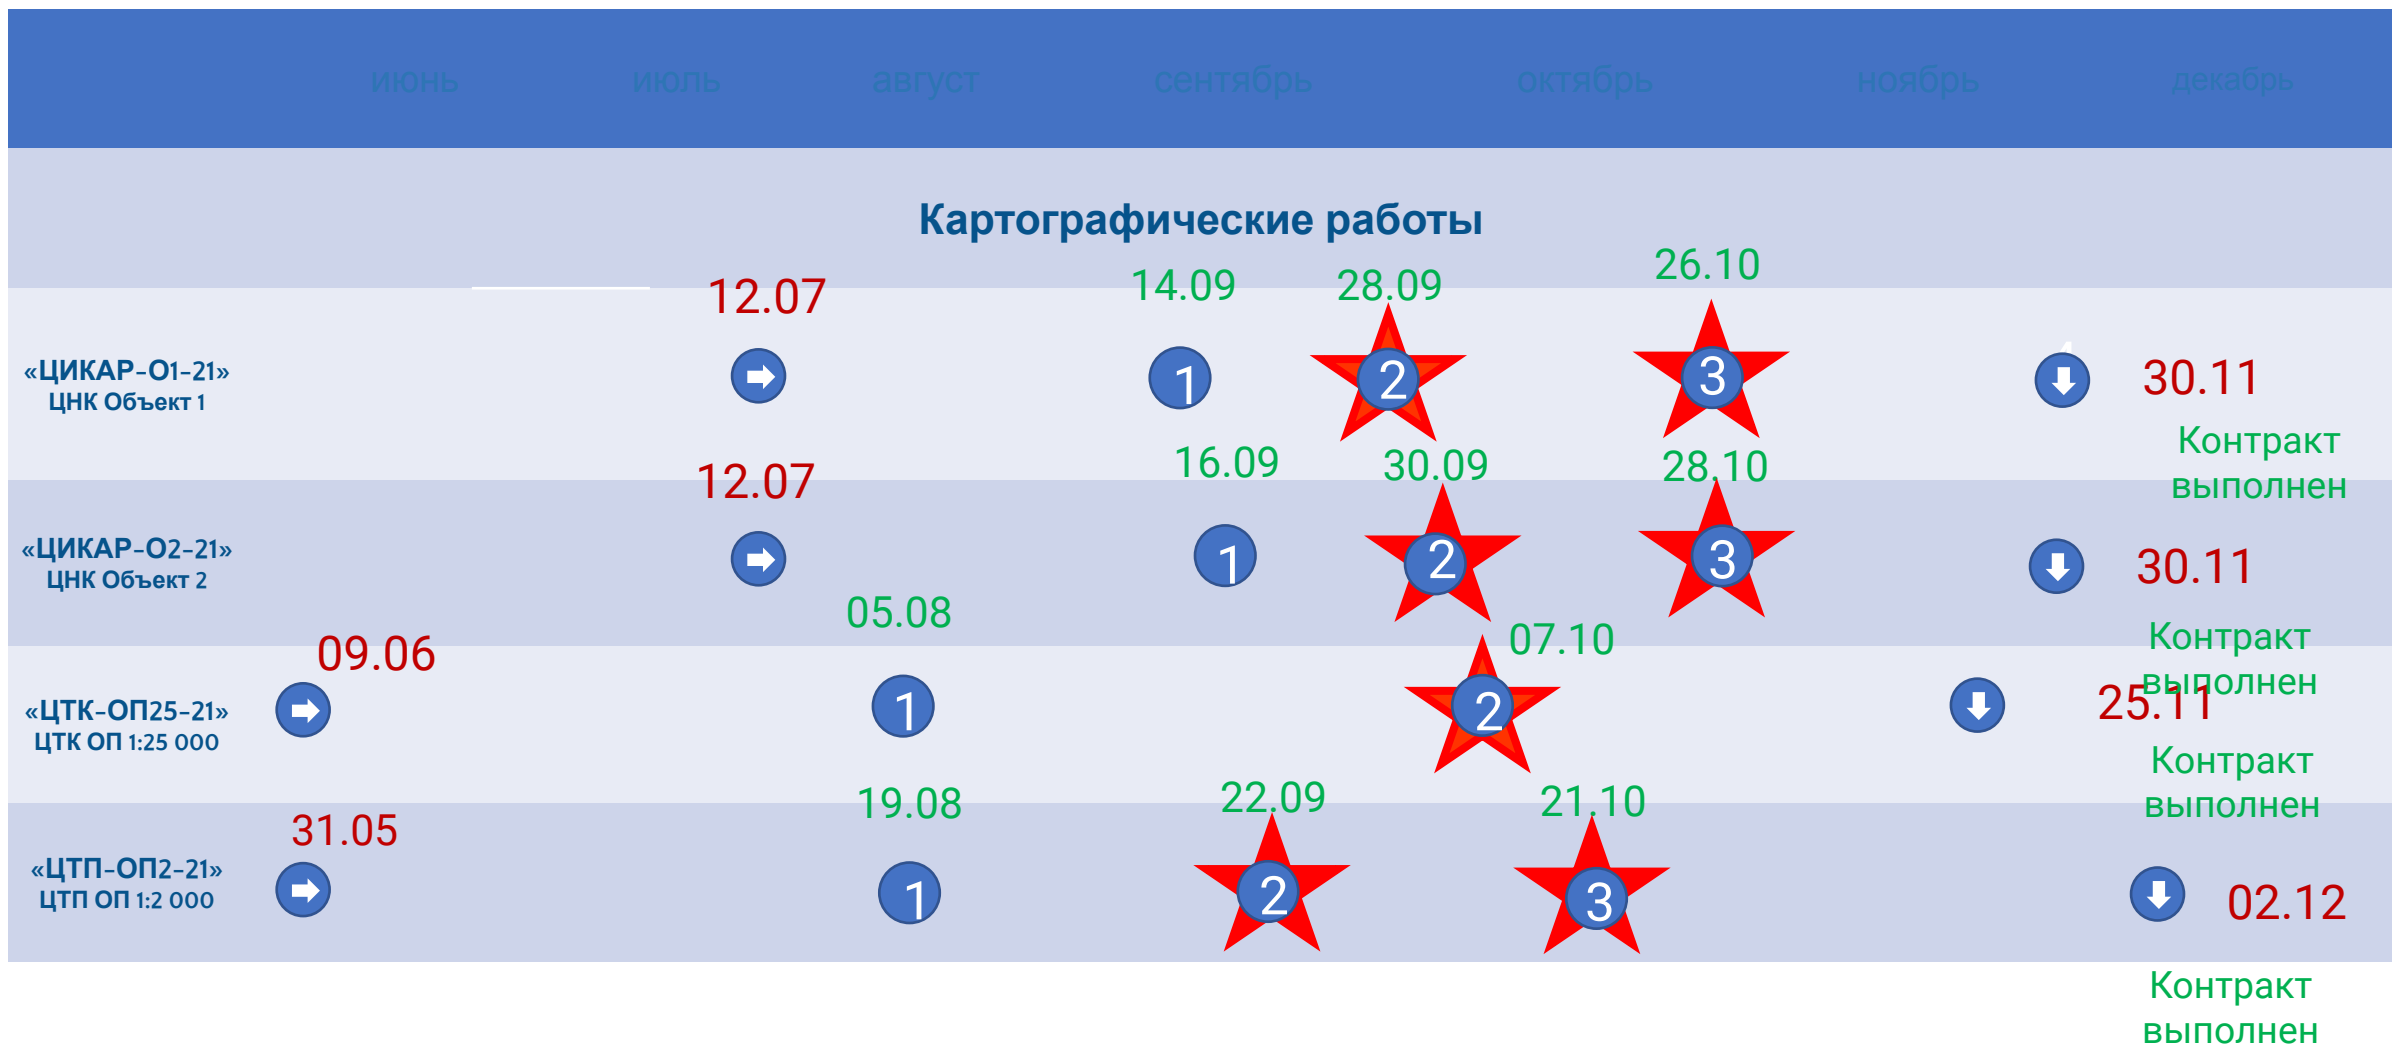 июнь июль август сентябрь октябрь ноябрь декабрь
Картографические работы
12.07 14.09 28.09 26.10
«ЦИКАР-О1-21»
ЦНК Объект 1
1 2 3 30.11
Контракт
выполнен
12.07 16.09 30.09 28.10
«ЦИКАР-О2-21»
ЦНК Объект 2
1 2 3 30.11
Контракт
выполнен
09.06 05.08 07.10
«ЦТК-ОП25-21»
ЦТК ОП 1:25 000
1 2 25.11
Контракт
выполнен
31.05 19.08 22.09 21.10
«ЦТП-ОП2-21»
ЦТП ОП 1:2 000
1 2 3 02.12
Контракт
выполнен